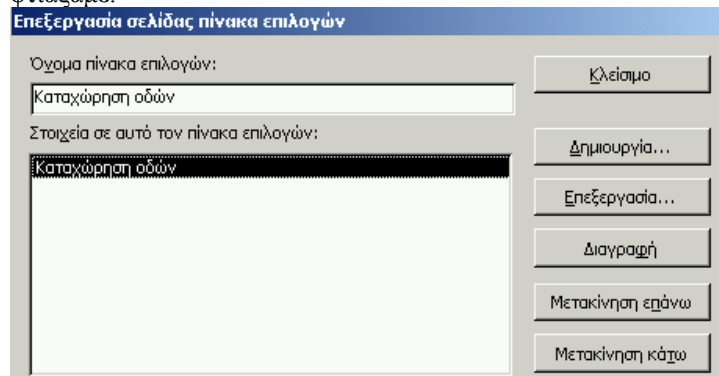 φτιάξαμε.
Επεξεργασία σελίδας πίνακα επιλογών
Όνομα πίνακα επιλογών:
Καταχώρηση οδών
Στοιχεία σε αυτό τον πίνακα επιλογών:
Καταχώρηση οδών
Κλείσιμο
Δημιουργία...
Επεξεργασία...
Διαγραφή
Μετακίνηση επάνω
Μετακίνηση κάτω